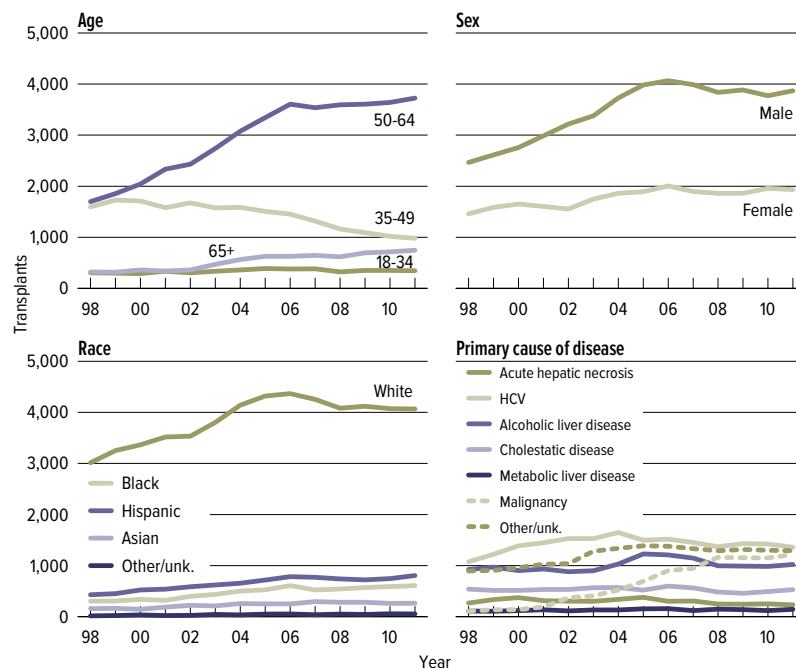 Age
5,000
4,000
3,000
2,000
1,000
0
50-64
35-49
65+
18-34
98 00 02 04 06 08 10
Sex
Male
Female
98 00 02 04 06 08 10
Transplants
Race
5,000
4,000
3,000
2,000
1,000
0
White
Black
Hispanic
Asian
Other/unk.
98 00 02 04 06 08 10
Primary cause of disease
Acute hepatic necrosis
HCV
Alcoholic liver disease
Cholestatic disease
Metabolic liver disease
Malignancy
Other/unk.
98 00 02 04 06 08 10
Year